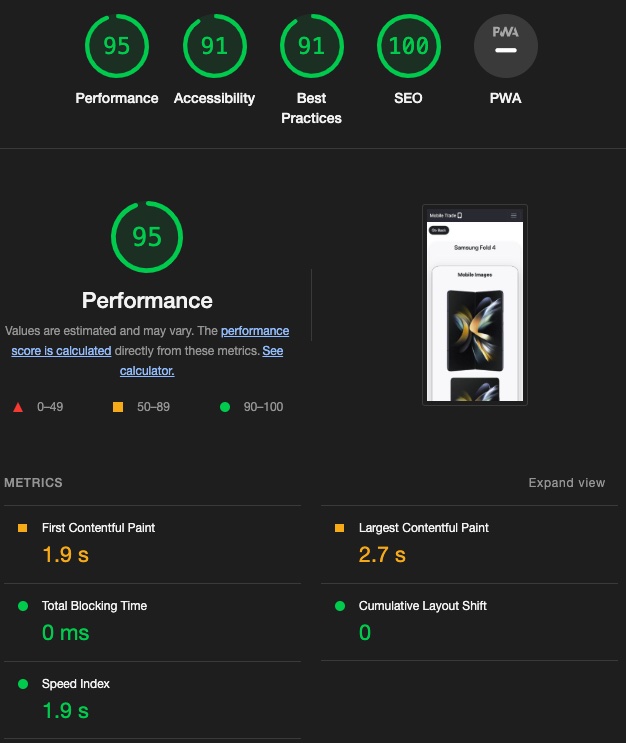 95
91
91
100
PWA
Performance
Accessibility
Best
Practices
SEO
PWA
95
Performance
Values are estimated and may vary. The performance
score is calculated directly from these metrics. See
calculator.
0–49
50–89
90–100
Mobile Trade
Go Back
Samsung Fold 4
Mobile Images
METRICS
Expand view
First Contentful Paint
1.9 s
Largest Contentful Paint
2.7 s
Total Blocking Time
0 ms
Cumulative Layout Shift
0
Speed Index
1.9 s